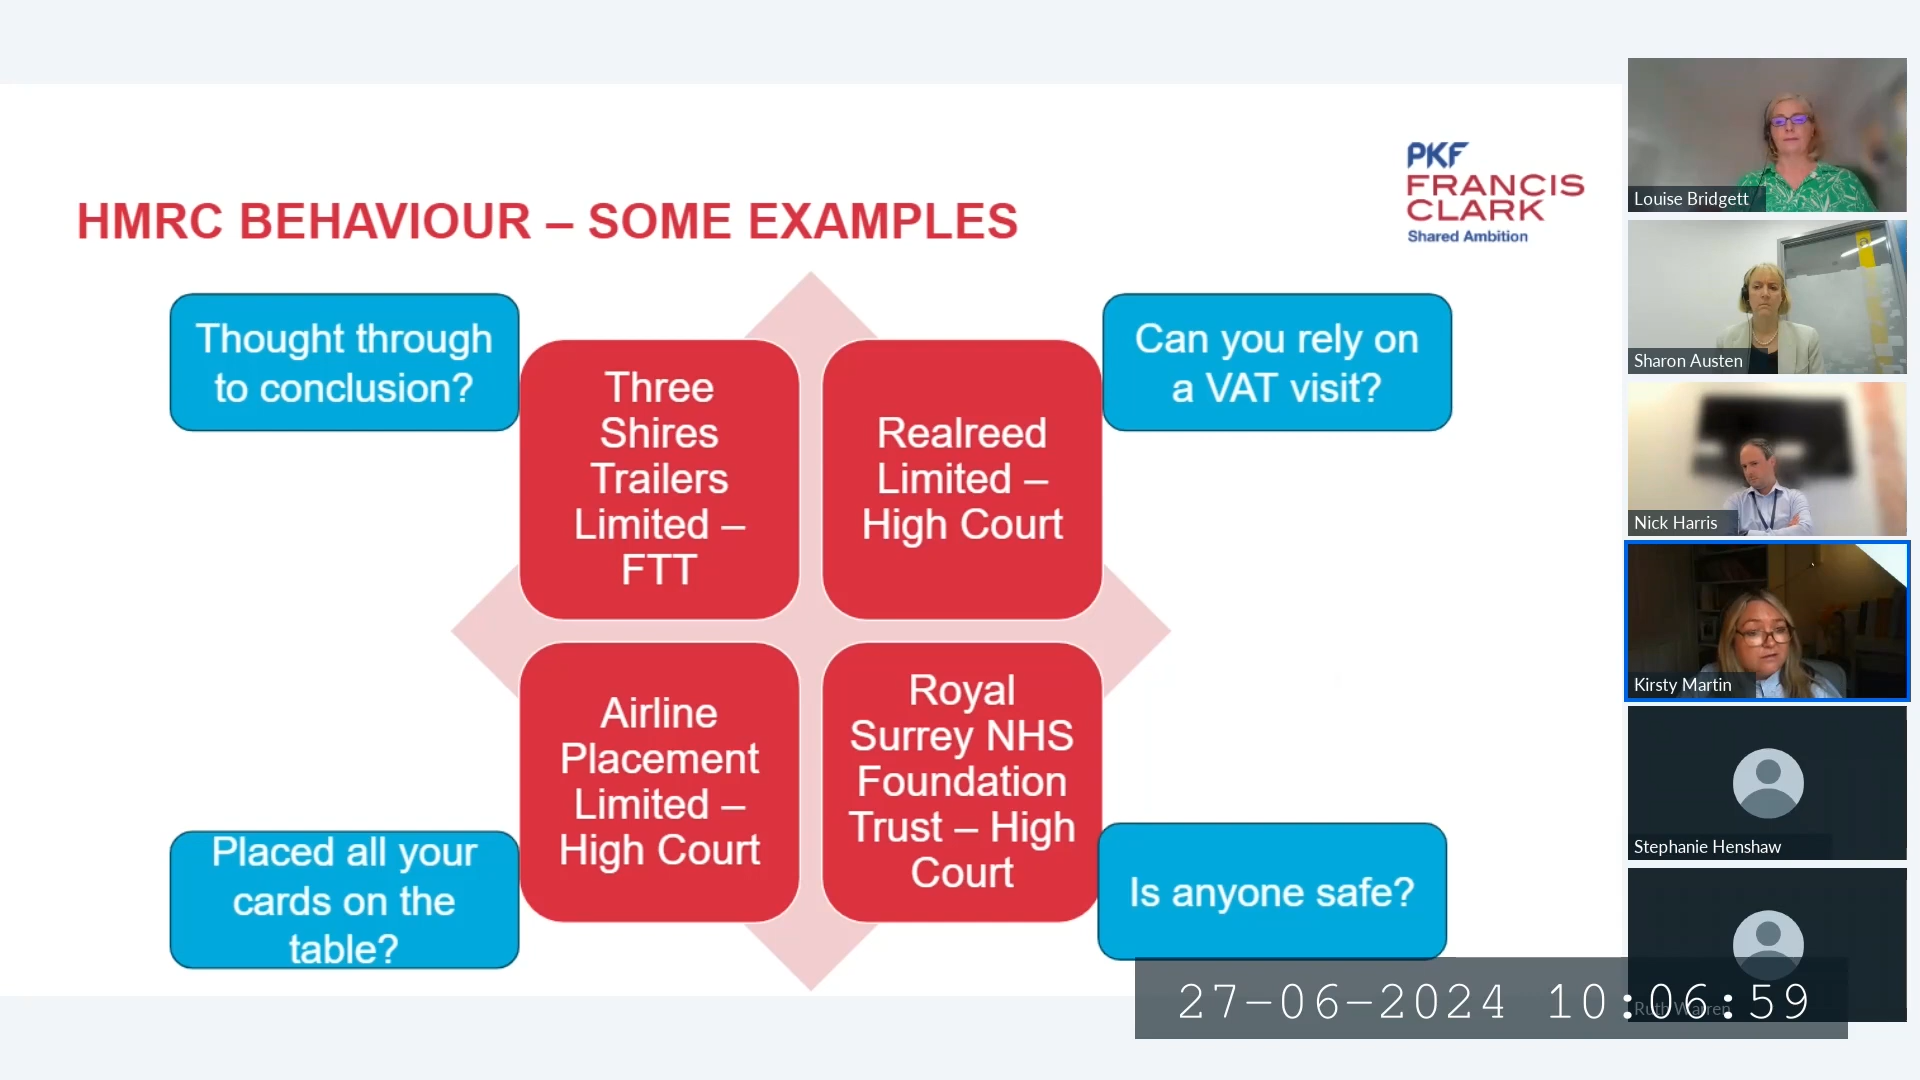 PKF
FRANCIS
CLARK
Shared Ambition
HMRC BEHAVIOUR – SOME EXAMPLES
Thought through
to conclusion?
Three
Shires
Trailers
Limited –
FTT
Realreed
Limited –
High Court
Can you rely on
a VAT visit?
Placed all your
cards on the
table?
Airline
Placement
Limited –
High Court
Royal
Surrey NHS
Foundation
Trust – High
Court
Is anyone safe?
Louise Bridgett
Sharon Austen
Nick Harris
Kirsty Martin
Stephanie Henshaw
Ruth Warren
27-06-2024 10:06:59